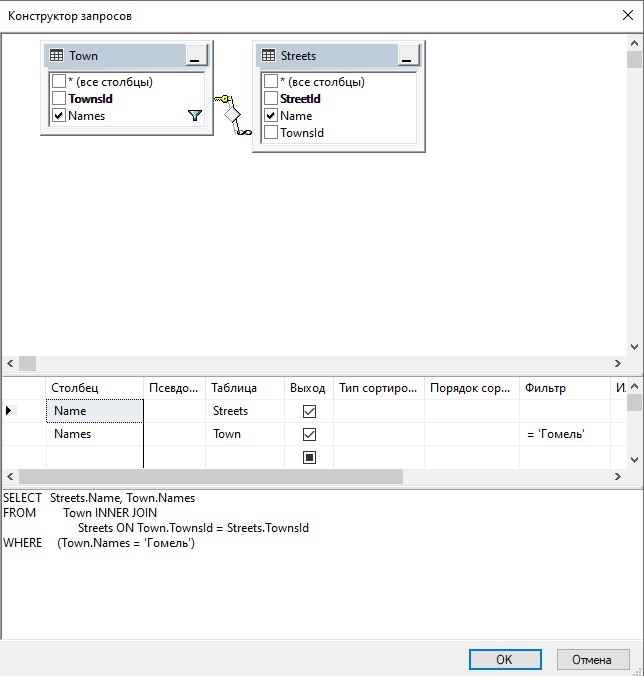 Конструктор запросов
Town
* (все столбцы)
TownsId
Names
Streets
* (все столбцы)
StreetId
Name
TownsId
Столбец Псевдо... Таблица Выход Тип сортиро... Порядок сор... Фильтр И
Name Streets
Names Town = 'Гомель'
SELECT Streets.Name, Town.Names
FROM Town INNER JOIN
Streets ON Town.TownsId = Streets.TownsId
WHERE (Town.Names = 'Гомель')
OK Отмена